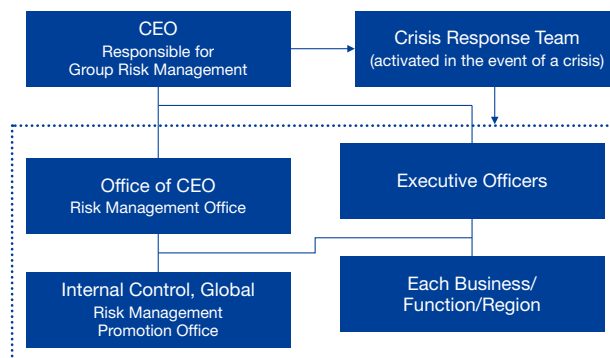 CEO
Responsible for
Group Risk Management
Crisis Response Team
(activated in the event of a crisis)
Office of CEO
Risk Management Office
Executive Officers
Internal Control, Global
Risk Management
Promotion Office
Each Business/
Function/Region